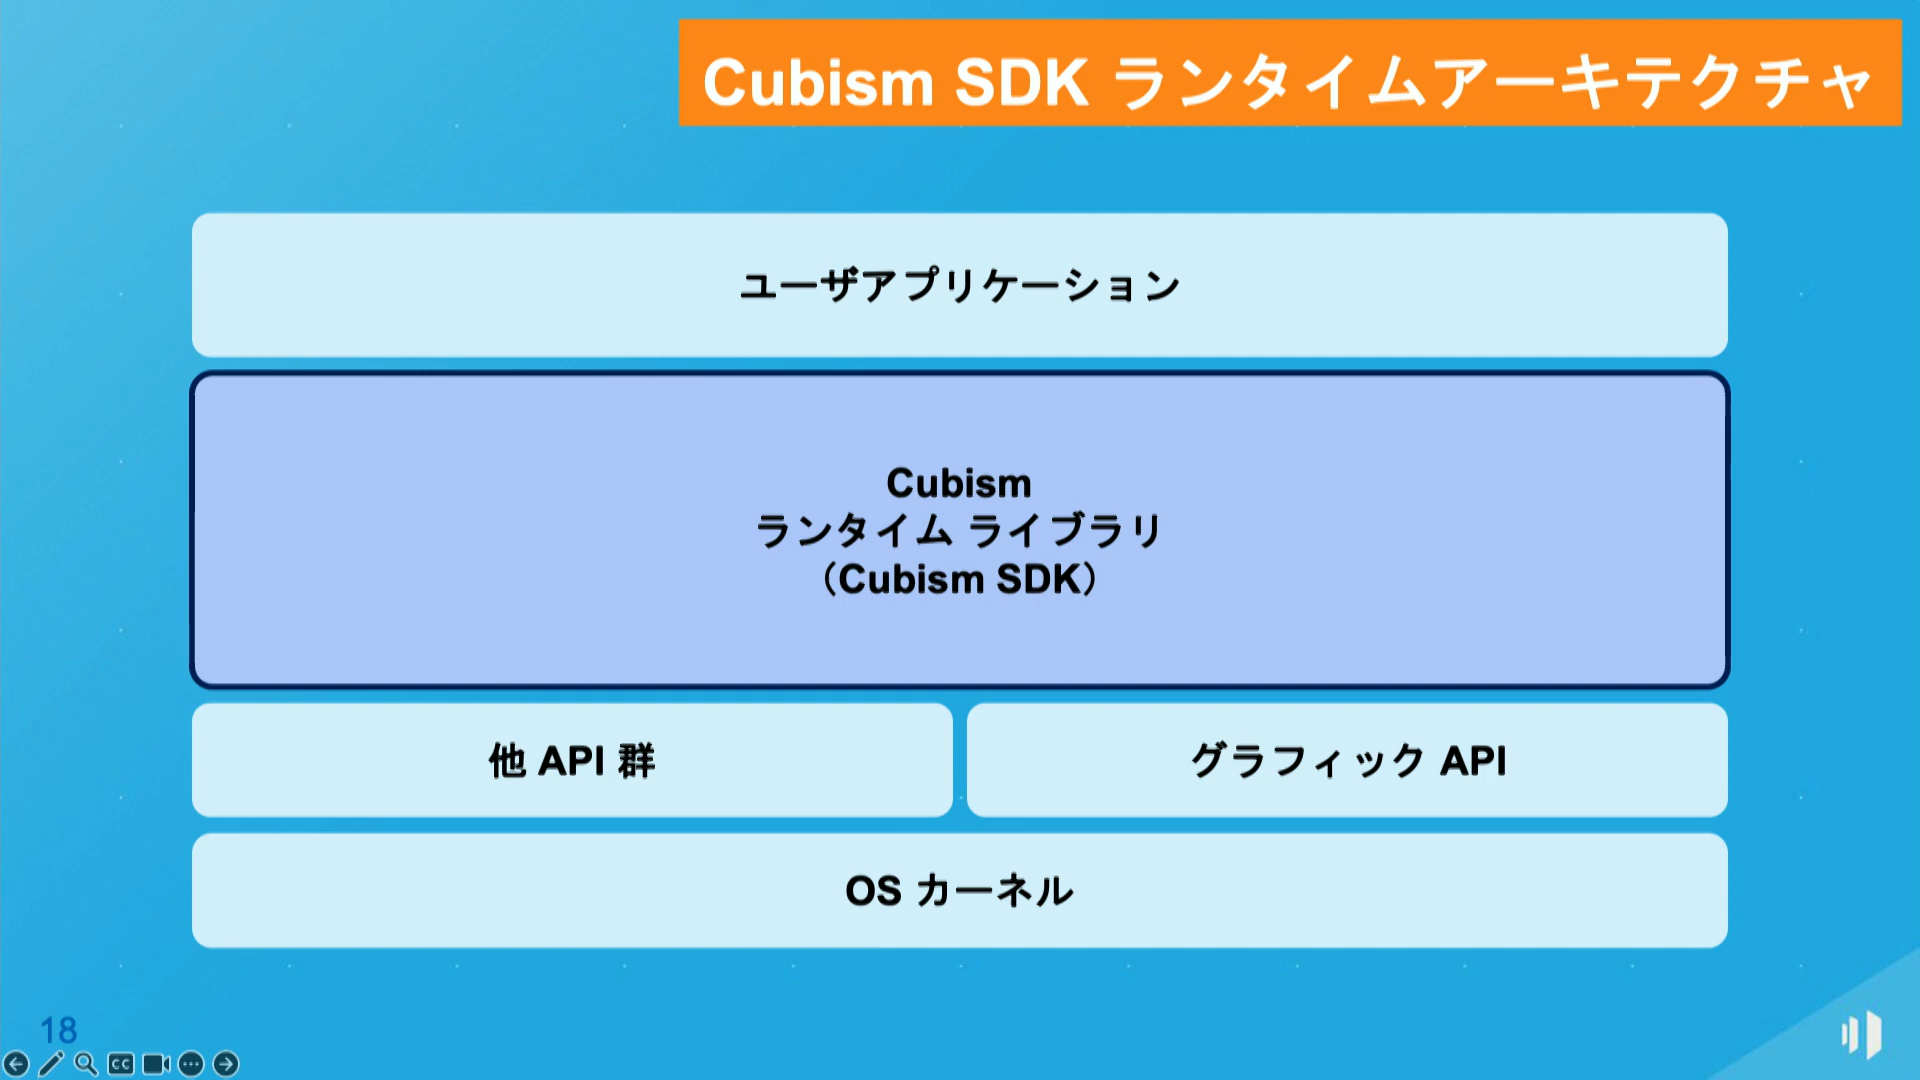 Cubism SDK ランタイムアーキテクチャ
ユーザアプリケーション
Cubism
ランタイム ライブラリ
（Cubism SDK）
他 API 群
グラフィック API
OS カーネル
18
CC